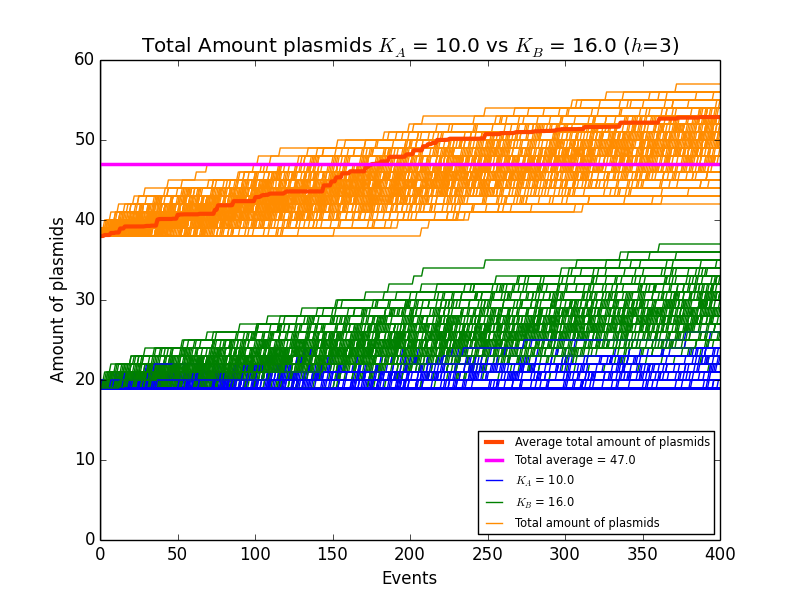 Total Amount plasmids K_A = 10.0 vs K_B = 16.0 (h=3)
60
50
40
30
20
10
0
Amount of plasmids
Average total amount of plasmids
Total average = 47.0
K_A = 10.0
K_B = 16.0
Total amount of plasmids
0 50 100 150 200 250 300 350 400
Events